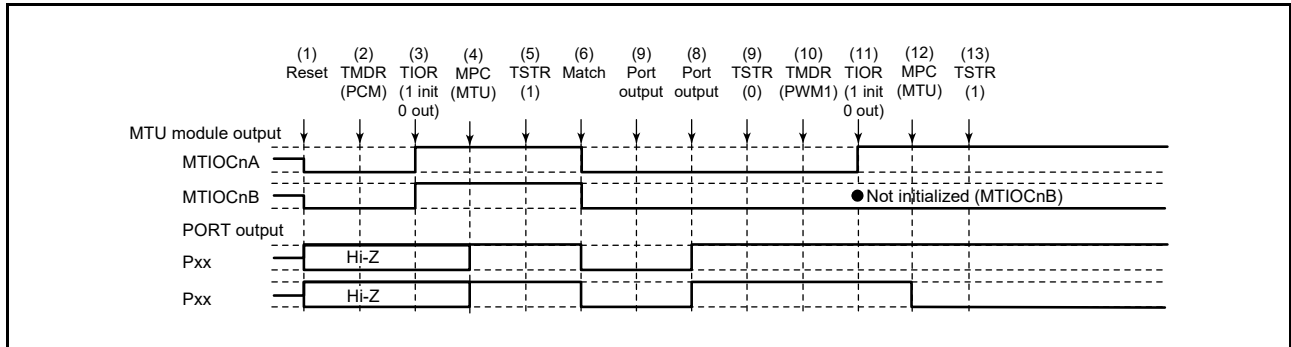 (1) (2) (3) (4) (5) (6) (9) (8) (9) (10) (11) (12) (13)
Reset TMDR TIOR MPC TSTR Match Port Port TSTR TMDR TIOR MPC TSTR
(PCM) (1 init (MTU) (1) output output (0) (PWM1) (1 init (MTU) (1)
0 out) 0 out)
MTU module output
MTIOCnA
MTIOCnB ●Not initialized (MTIOCnB)
PORT output
Pxx Hi-Z
Pxx Hi-Z